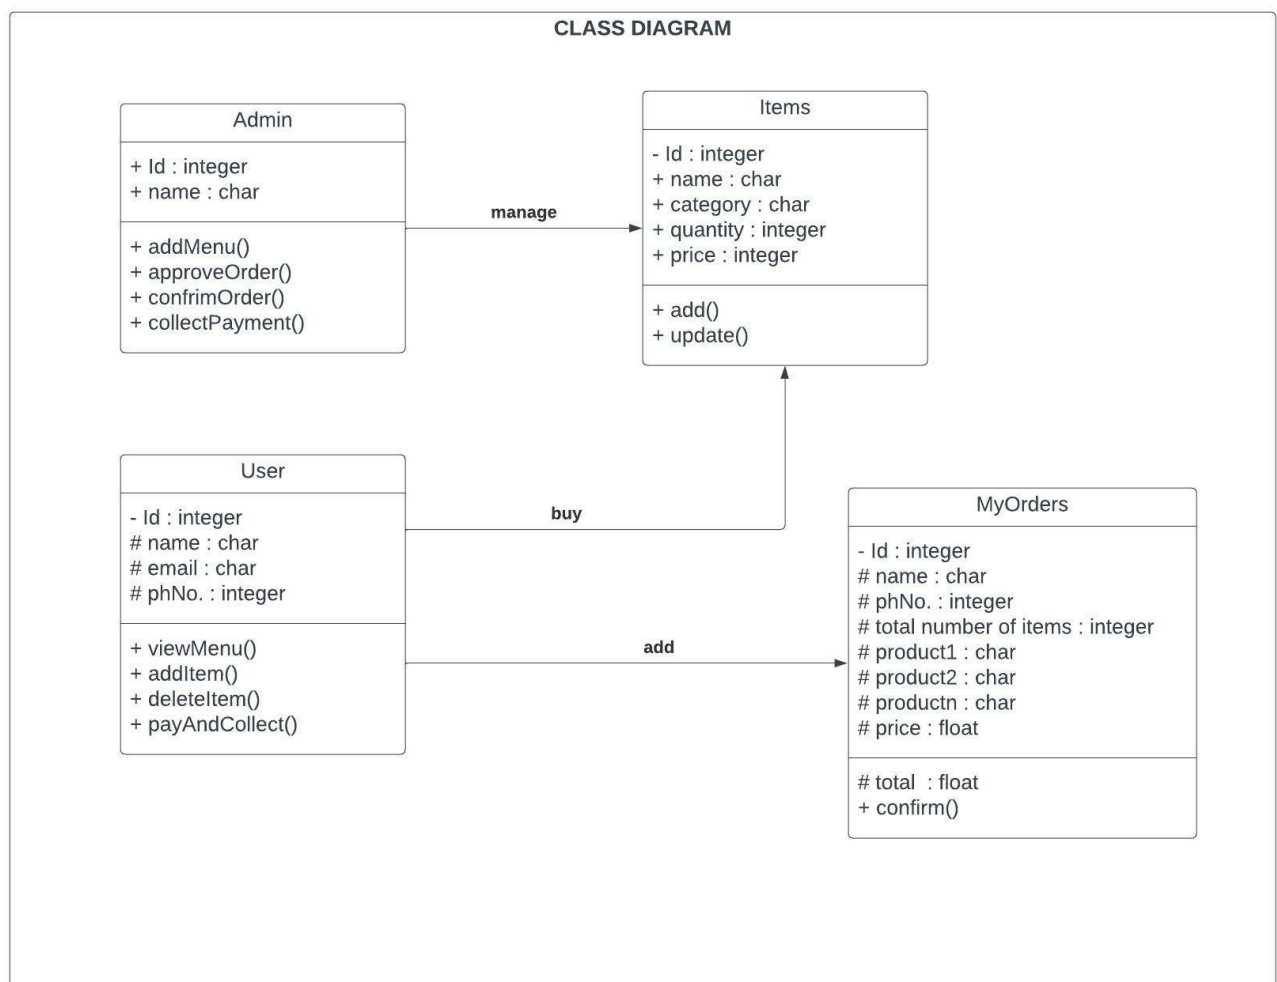 CLASS DIAGRAM
Admin
+ Id : integer
+ name : char
+ addMenu()
+ approveOrder()
+ confrimOrder()
+ collectPayment()
manage
Items
- Id : integer
+ name : char
+ category : char
+ quantity : integer
+ price : integer
+ add()
+ update()
User
- Id : integer
# name : char
# email : char
# phNo. : integer
+ viewMenu()
+ addItem()
+ deleteItem()
+ payAndCollect()
buy
add
MyOrders
- Id : integer
# name : char
# phNo. : integer
# total number of items : integer
# product1 : char
# product2 : char
# productn : char
# price : float
# total  : float
+ confirm()